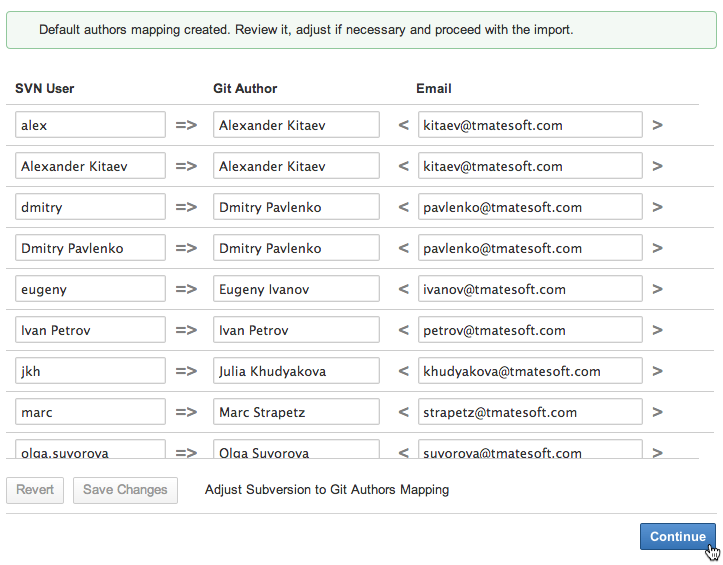 Default authors mapping created. Review it, adjust if necessary and proceed with the import.
SVN User Git Author Email
alex => Alexander Kitaev < kitaev@tmatesoft.com >
Alexander Kitaev => Alexander Kitaev < kitaev@tmatesoft.com >
dmitry => Dmitry Pavlenko < pavlenko@tmatesoft.com >
Dmitry Pavlenko => Dmitry Pavlenko < pavlenko@tmatesoft.com >
eugeny => Eugeny Ivanov < ivanov@tmatesoft.com >
Ivan Petrov => Ivan Petrov < petrov@tmatesoft.com >
jkh => Julia Khudyakova < khudyakova@tmatesoft.com >
marc => Marc Strapetz < strapetz@tmatesoft.com >
olga.suvorova => Olga Suvorova < suvorova@tmatesoft.com >
Revert Save Changes Adjust Subversion to Git Authors Mapping
Continue